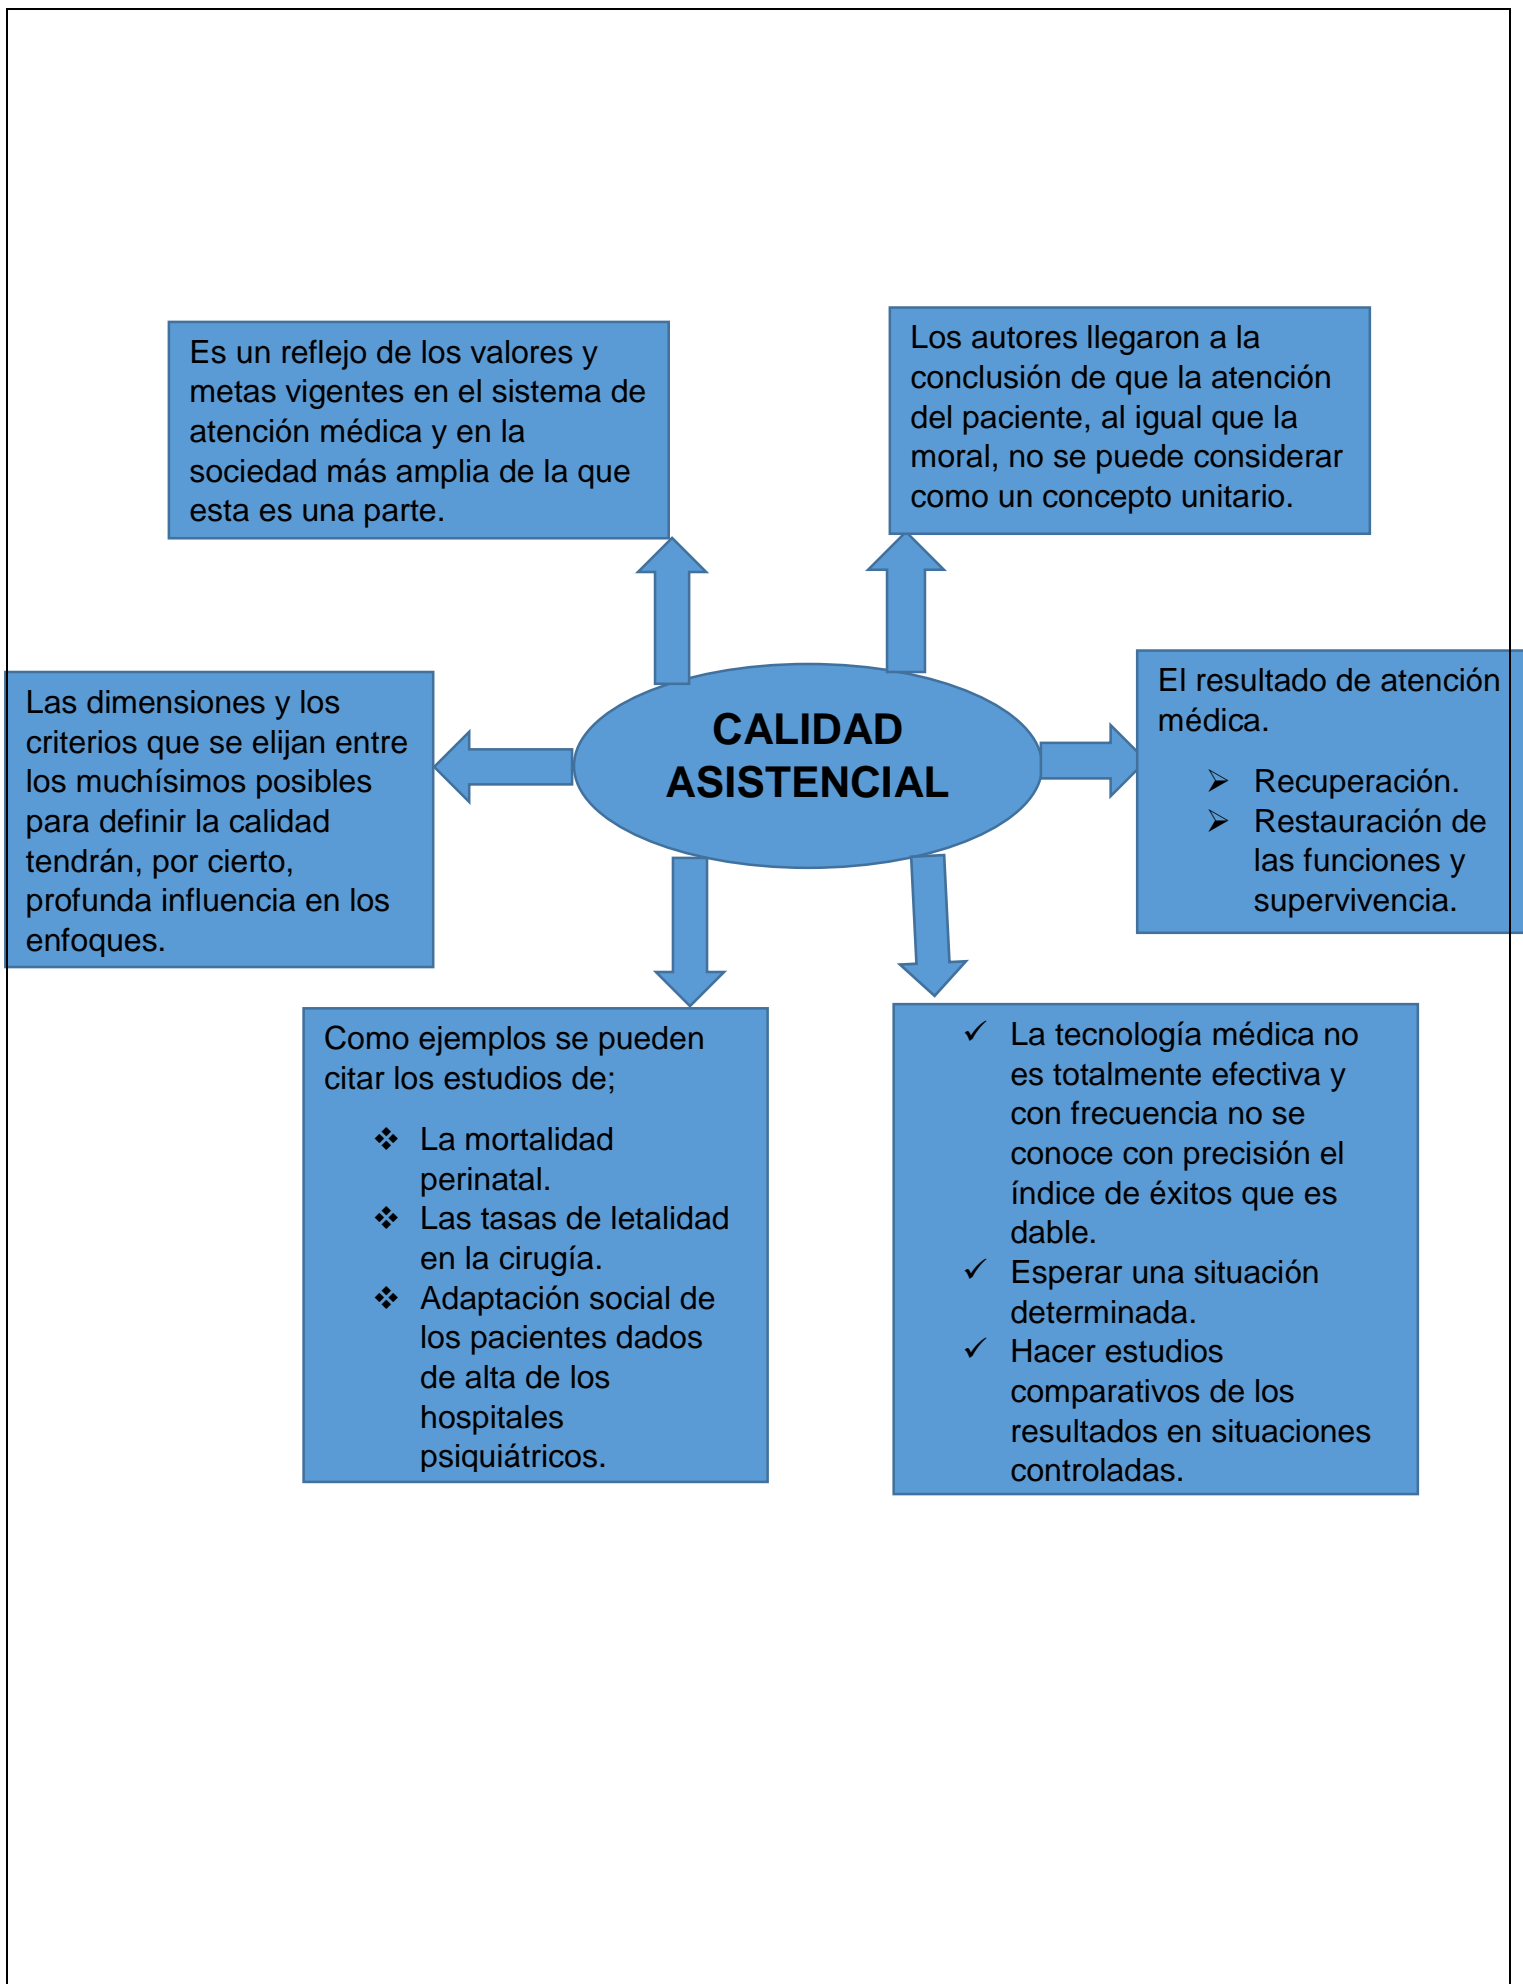 Es un reflejo de los valores y
metas vigentes en el sistema de
atención médica y en la
sociedad más amplia de la que
esta es una parte.
Los autores llegaron a la
conclusión de que la atención
del paciente, al igual que la
moral, no se puede considerar
como un concepto unitario.
Las dimensiones y los
criterios que se elijan entre
los muchísimos posibles
para definir la calidad
tendrán, por cierto,
profunda influencia en los
enfoques.
CALIDAD
ASISTENCIAL
El resultado de atención
médica.
➢ Recuperación.
➢ Restauración de
las funciones y
supervivencia.
Como ejemplos se pueden
citar los estudios de;
❖ La mortalidad
perinatal.
❖ Las tasas de letalidad
en la cirugía.
❖ Adaptación social de
los pacientes dados
de alta de los
hospitales
psiquiátricos.
✓ La tecnología médica no
es totalmente efectiva y
con frecuencia no se
conoce con precisión el
índice de éxitos que es
dable.
✓ Esperar una situación
determinada.
✓ Hacer estudios
comparativos de los
resultados en situaciones
controladas.